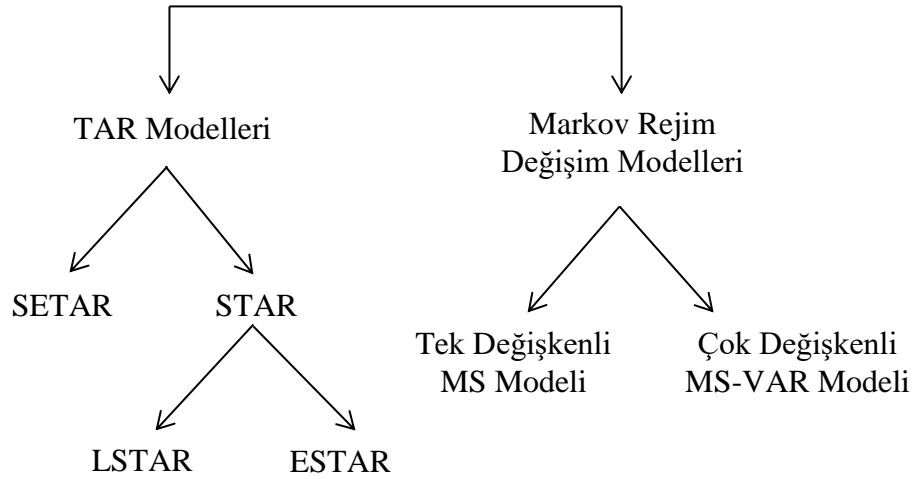 TAR Modelleri
Markov Rejim
Değişim Modelleri
SETAR
STAR
Tek Değişkenli
MS Modeli
Çok Değişkenli
MS-VAR Modeli
LSTAR
ESTAR